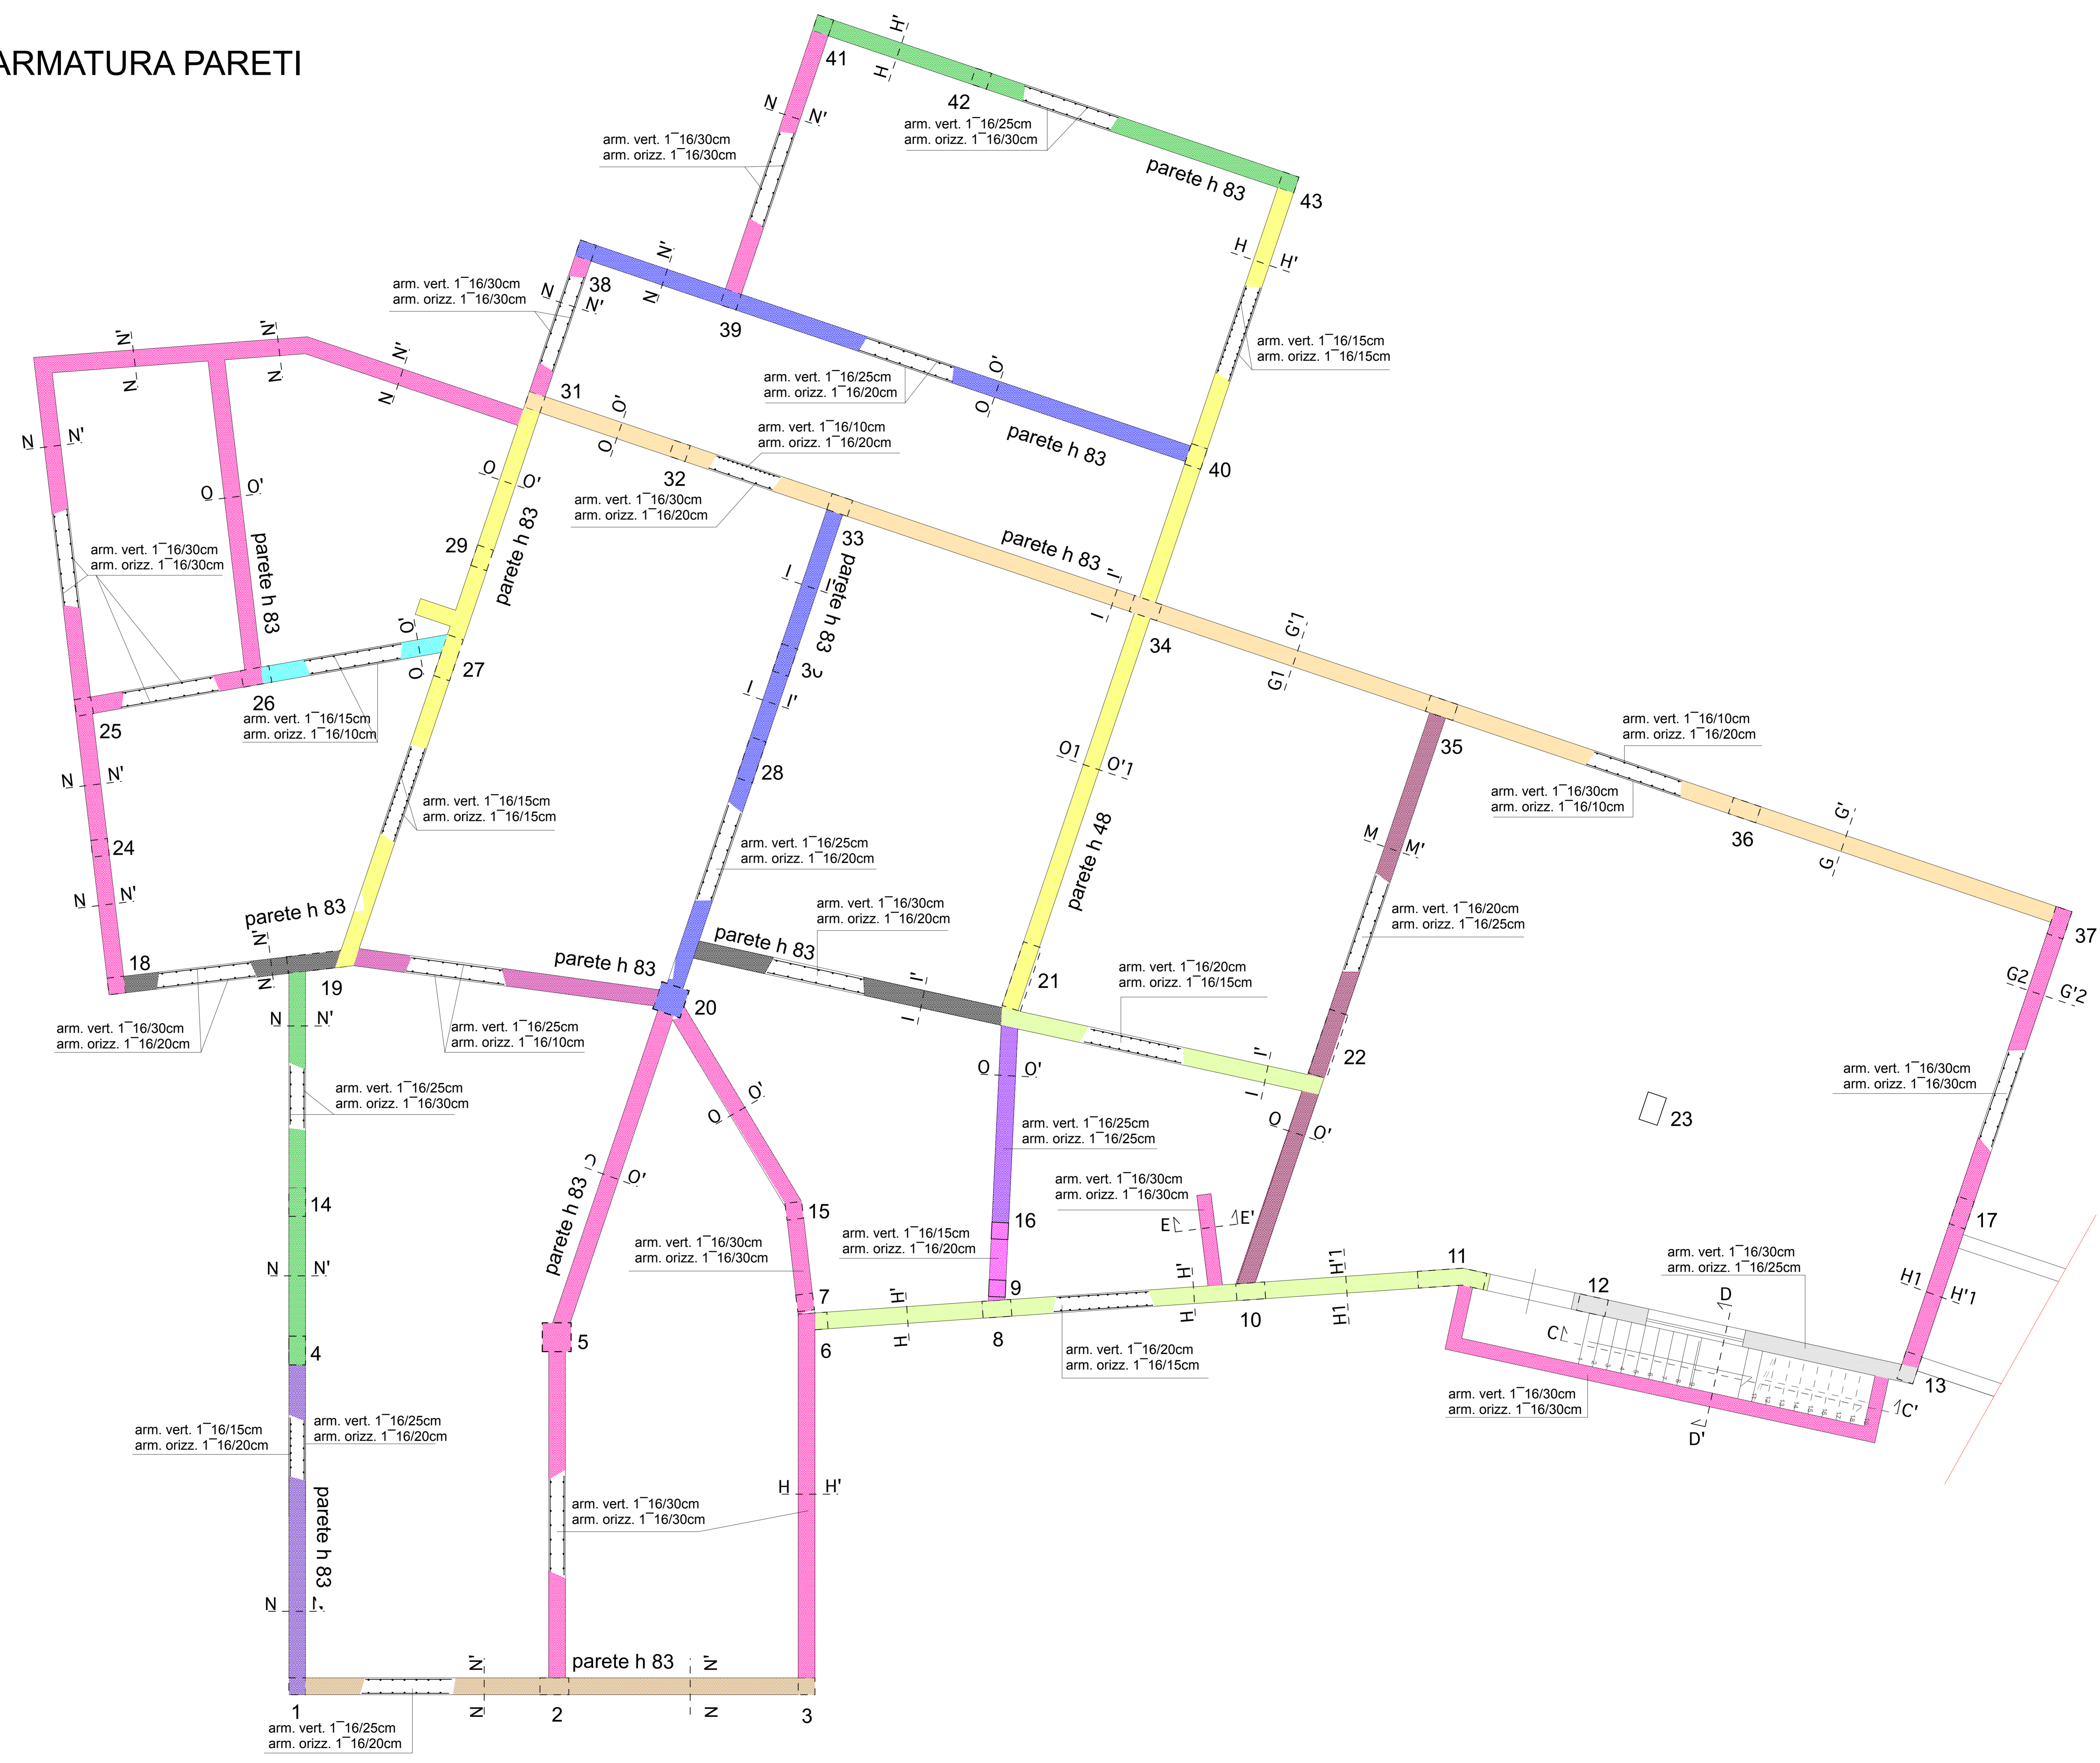 ARMATURA PARETI
H'
H
41
42
N
N'
arm. vert. 1¯16/30cm
arm. orizz. 1¯16/30cm
arm. vert. 1¯16/25cm
arm. orizz. 1¯16/30cm
parete h 83
43
H
H'
N'
N
38
arm. vert. 1¯16/30cm
arm. orizz. 1¯16/30cm
N
N'
39
arm. vert. 1¯16/15cm
arm. orizz. 1¯16/15cm
N'
N
N'
N
N'
N
31
arm. vert. 1¯16/25cm
arm. orizz. 1¯16/20cm
O'
O
parete h 83
40
O'
O
32
arm. vert. 1¯16/10cm
arm. orizz. 1¯16/20cm
arm. vert. 1¯16/30cm
arm. orizz. 1¯16/20cm
N
N'
O
O'
O
O'
parete h 83
29
parete h 83
33
parete h 83
I
I'
parete h 83
I'
I
34
arm. vert. 1¯16/30cm
arm. orizz. 1¯16/30cm
O'
O
27
26
25
arm. vert. 1¯16/15cm
arm. orizz. 1¯16/10cm
I
I'
28
G'1
G1
35
O1
O'1
arm. vert. 1¯16/10cm
arm. orizz. 1¯16/20cm
arm. vert. 1¯16/30cm
arm. orizz. 1¯16/10cm
36
G'
G
N
N'
arm. vert. 1¯16/15cm
arm. orizz. 1¯16/15cm
24
N
N'
arm. vert. 1¯16/25cm
arm. orizz. 1¯16/20cm
parete h 48
M
M'
arm. vert. 1¯16/20cm
arm. orizz. 1¯16/25cm
37
parete h 83
N'
N
18
19
parete h 83
20
arm. vert. 1¯16/30cm
arm. orizz. 1¯16/20cm
parete h 83
I'
I
21
arm. vert. 1¯16/20cm
arm. orizz. 1¯16/15cm
G2
G'2
arm. vert. 1¯16/30cm
arm. orizz. 1¯16/20cm
N
N'
arm. vert. 1¯16/25cm
arm. orizz. 1¯16/10cm
I'
I
22
arm. vert. 1¯16/30cm
arm. orizz. 1¯16/30cm
arm. vert. 1¯16/25cm
arm. orizz. 1¯16/30cm
O
O'
O
O'
arm. vert. 1¯16/25cm
arm. orizz. 1¯16/25cm
O
O'
23
14
O'
parete h 83
15
arm. vert. 1¯16/30cm
arm. orizz. 1¯16/30cm
16
arm. vert. 1¯16/30cm
arm. orizz. 1¯16/30cm
E
E'
17
arm. vert. 1¯16/15cm
arm. orizz. 1¯16/20cm
N
N'
7
9
H'
H
H'
H
H'1
H1
11
12
arm. vert. 1¯16/30cm
arm. orizz. 1¯16/25cm
H1
H'1
D
4
5
6
8
10
C
arm. vert. 1¯16/20cm
arm. orizz. 1¯16/15cm
13
arm. vert. 1¯16/30cm
arm. orizz. 1¯16/30cm
C'
D'
arm. vert. 1¯16/15cm
arm. orizz. 1¯16/20cm
arm. vert. 1¯16/25cm
arm. orizz. 1¯16/20cm
H
H'
parete h 83
arm. vert. 1¯16/30cm
arm. orizz. 1¯16/30cm
N
N'
N
parete h 83
N'
N
1
2
3
arm. vert. 1¯16/25cm
arm. orizz. 1¯16/20cm